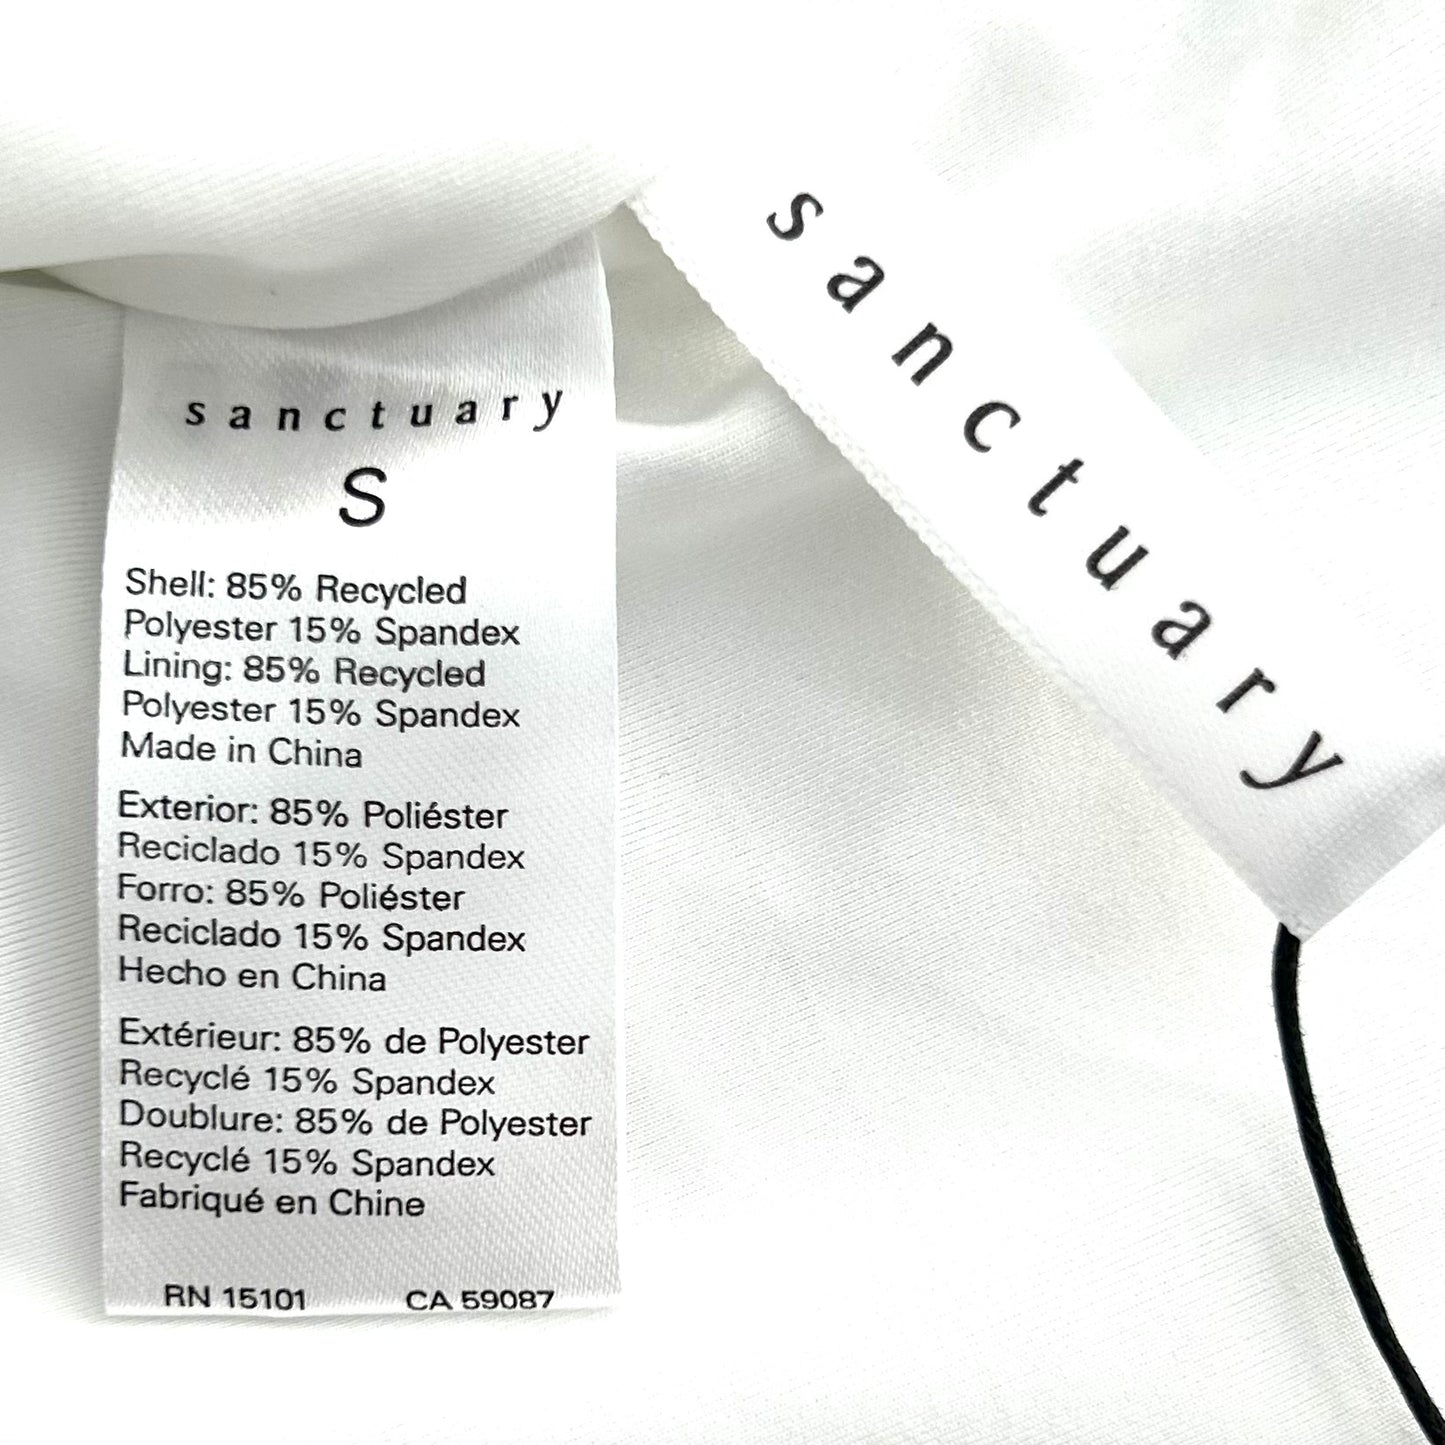 sanctuary
S
Shell: 85% Recycled
Polyester 15% Spandex
Lining: 85% Recycled
Polyester 15% Spandex
Made in China
Exterior: 85% Poliéster
Reciclado 15% Spandex
Forro: 85% Poliéster
Reciclado 15% Spandex
Hecho en China
Extérieur: 85% de Polyester
Recyclé 15% Spandex
Doublure: 85% de Polyester
Recyclé 15% Spandex
Fabriqué en Chine
RN 15101 CA 59087
sanctuary